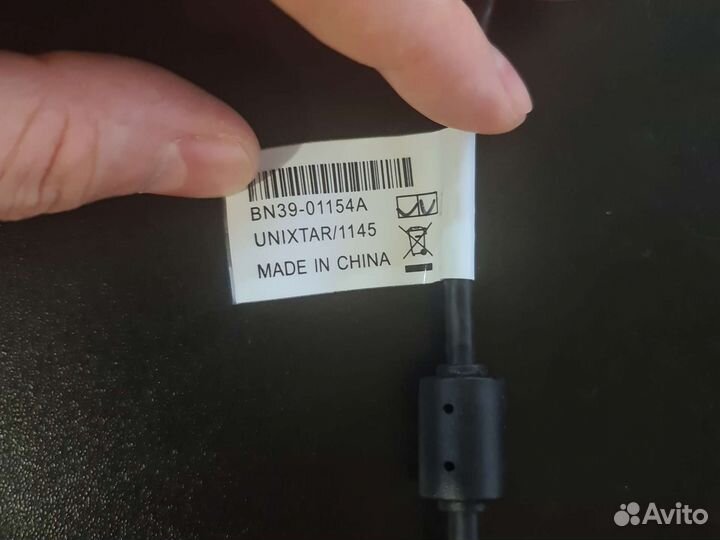 BN39-01154A
UNIXTAR/1145
MADE IN CHINA
Avito